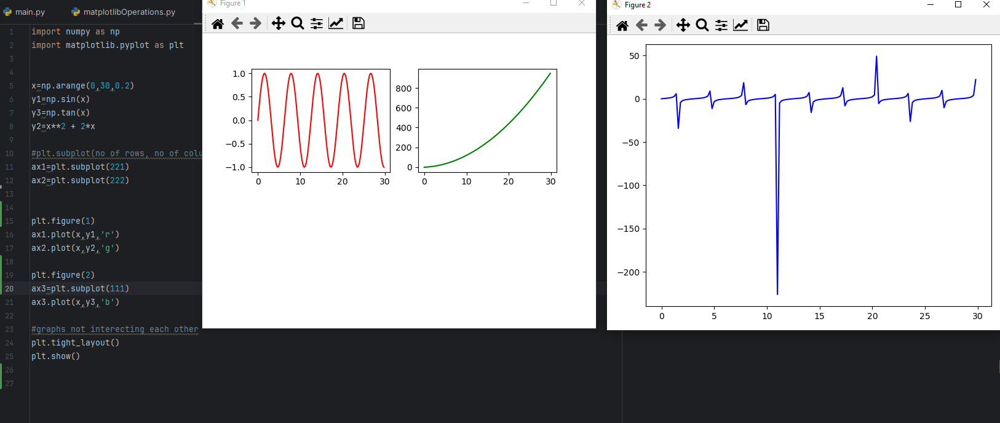 main.py
matplotlibOperations.py
1 import numpy as np
2 import matplotlib.pyplot as plt
3
4
5 x=np.arange(0,30,0.2)
6 y1=np.sin(x)
7 y3=np.tan(x)
8 y2=x**2 + 2*x
9
10 #plt.subplot(no of rows, no of colu
11 ax1=plt.subplot(221)
12 ax2=plt.subplot(222)
13
14
15 plt.figure(1)
16 ax1.plot(x,y1,'r')
17 ax2.plot(x,y2,'g')
18
19 plt.figure(2)
20 ax3=plt.subplot(111)
21 ax3.plot(x,y3,'b')
22
23 #graphs not interecting each other
24 plt.tight_layout()
25 plt.show()
26
27
Figure 1
1.0
0.5
0.0
−0.5
−1.0
0 10 20 30
800
600
400
200
0
0 10 20 30
Figure 2
50
0
−50
−100
−150
−200
0 5 10 15 20 25 30